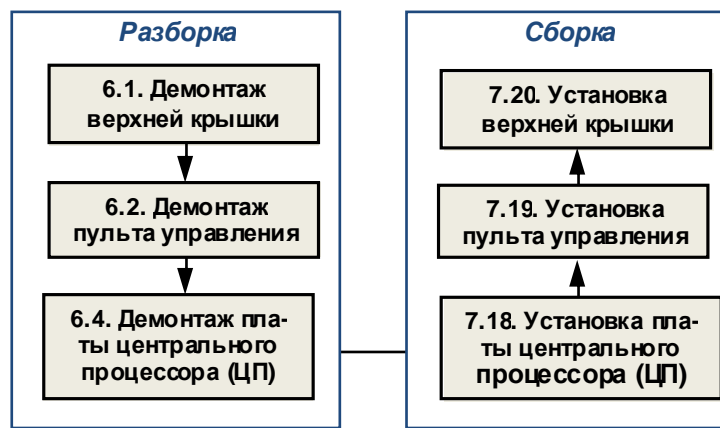 Разборка
6.1. Демонтаж
верхней крышки
6.2. Демонтаж
пульта управления
6.4. Демонтаж пла-
ты центрального
процессора (ЦП)
Сборка
7.20. Установка
верхней крышки
7.19. Установка
пульта управления
7.18. Установка пла-
ты центрального
процессора (ЦП)